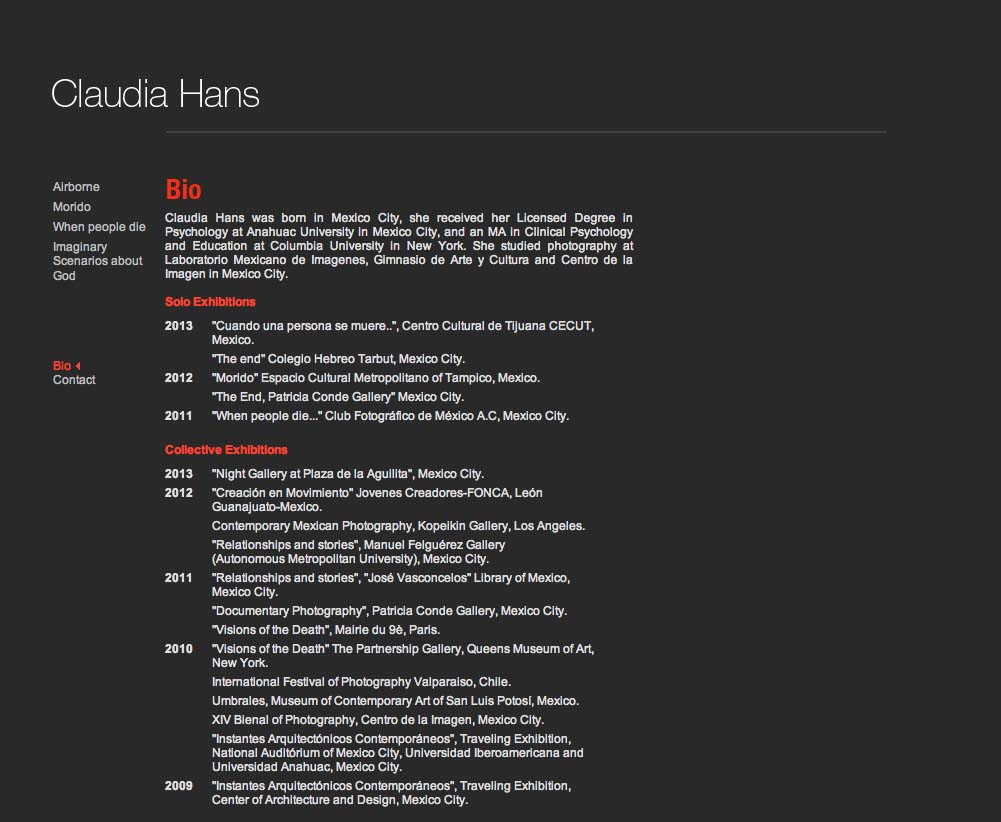 Claudia Hans
Airborne
Morido
When people die
Imaginary
Scenarios about
God
Bio
Contact
Bio
Claudia Hans was born in Mexico City, she received her Licensed Degree in
Psychology at Anahuac University in Mexico City, and an MA in Clinical Psychology
and Education at Columbia University in New York. She studied photography at
Laboratorio Mexicano de Imagenes, Gimnasio de Arte y Cultura and Centro de la
Imagen in Mexico City.
Solo Exhibitions
2013 "Cuando una persona se muere..", Centro Cultural de Tijuana CECUT,
Mexico.
"The end" Colegio Hebreo Tarbut, Mexico City.
2012 "Morido" Espacio Cultural Metropolitano of Tampico, Mexico.
"The End, Patricia Conde Gallery" Mexico City.
2011 "When people die..." Club Fotográfico de México A.C, Mexico City.
Collective Exhibitions
2013 "Night Gallery at Plaza de la Aguilita", Mexico City.
2012 "Creación en Movimiento" Jovenes Creadores-FONCA, León
Guanajuato-Mexico.
Contemporary Mexican Photography, Kopeikin Gallery, Los Angeles.
"Relationships and stories", Manuel Felguérez Gallery
(Autonomous Metropolitan University), Mexico City.
2011 "Relationships and stories", "José Vasconcelos" Library of Mexico,
Mexico City.
"Documentary Photography", Patricia Conde Gallery, Mexico City.
"Visions of the Death", Mairie du 9è, Paris.
2010 "Visions of the Death" The Partnership Gallery, Queens Museum of Art,
New York.
International Festival of Photography Valparaiso, Chile.
Umbrales, Museum of Contemporary Art of San Luis Potosí, Mexico.
XIV Bienal of Photography, Centro de la Imagen, Mexico City.
"Instantes Arquitectónicos Contemporáneos", Traveling Exhibition,
National Auditórium of Mexico City, Universidad Iberoamericana and
Universidad Anahuac, Mexico City.
2009 "Instantes Arquitectónicos Contemporáneos", Traveling Exhibition,
Center of Architecture and Design, Mexico City.